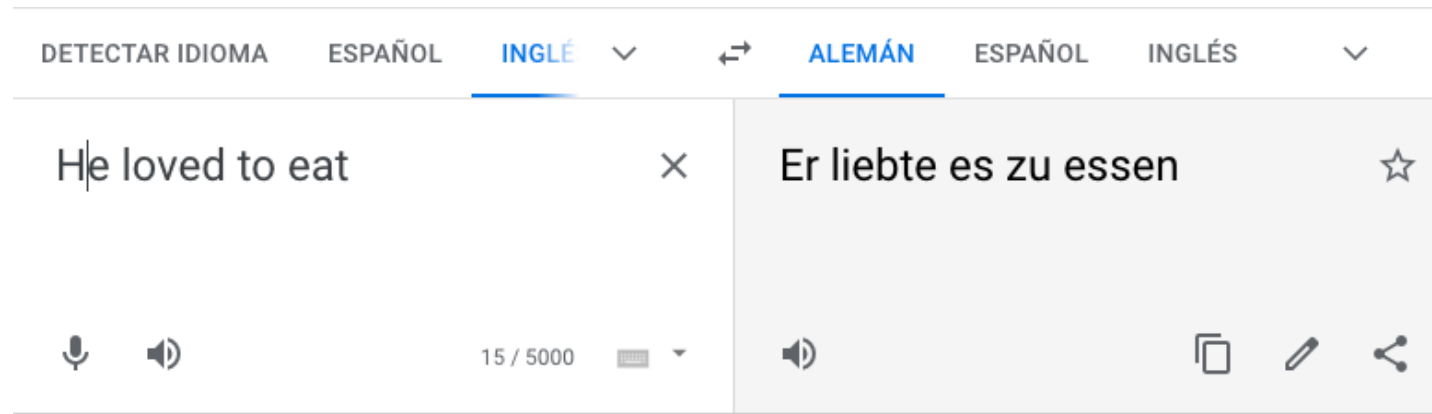 DETECTAR IDIOMA ESPAÑOL INGLÉ ALEMÁN ESPAÑOL INGLÉS
He loved to eat
Er liebte es zu essen
15 / 5000